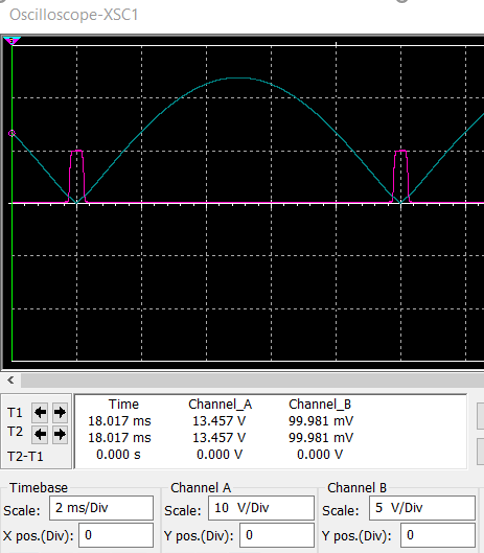 Oscilloscope-XSC1
T1
T2
T2-T1
Time Channel_A Channel_B
18.017 ms 13.457 V 99.981 mV
18.017 ms 13.457 V 99.981 mV
0.000 s 0.000 V 0.000 V
Timebase
Scale: 2 ms/Div
X pos.(Div): 0
Channel A
Scale: 10 V/Div
Y pos.(Div): 0
Channel B
Scale: 5 V/Div
Y pos.(Div): 0